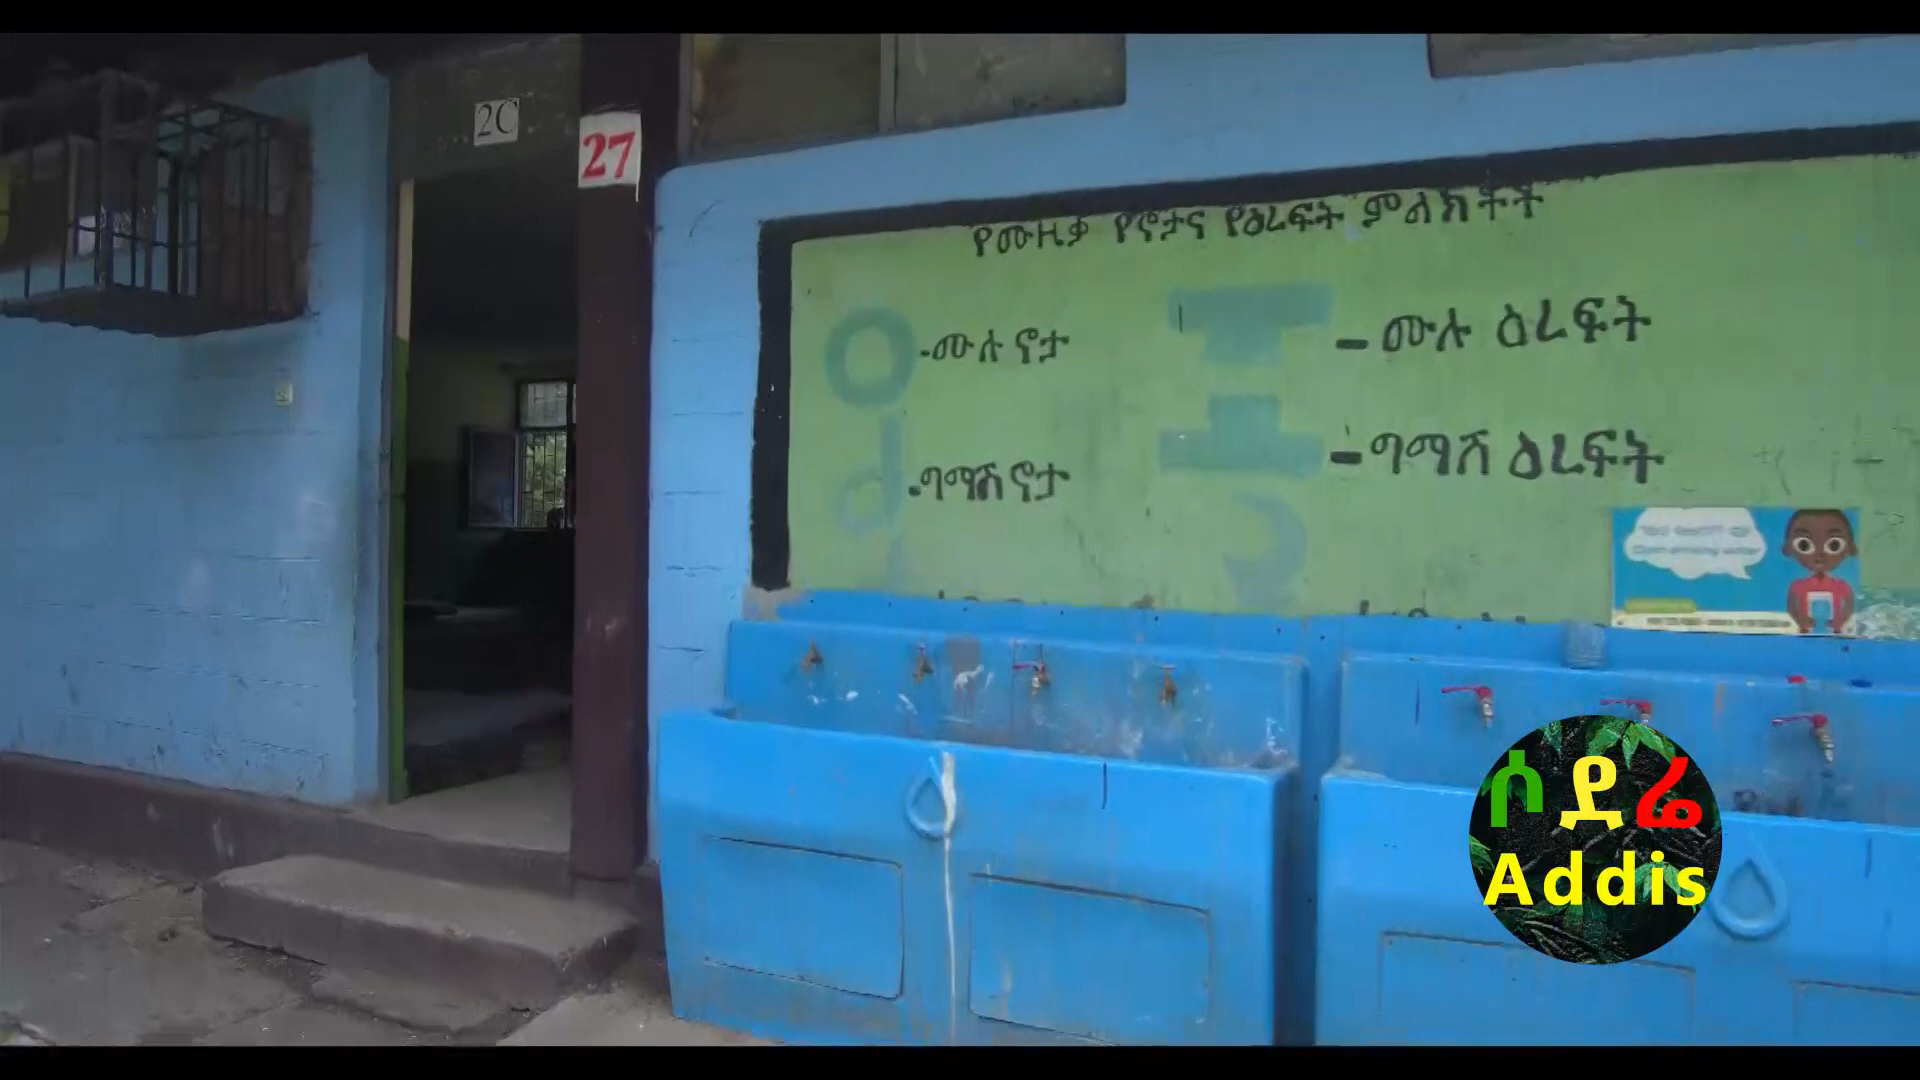 2C
27
የሙዚቃ የኖታና የዕረፍት ምልክቶች
-ሙሉ ኖታ
- ሙሉ ዕረፍት
-ግማሽ ኖታ
-ግማሽ ዕረፍት
ሶደሬ
Addis